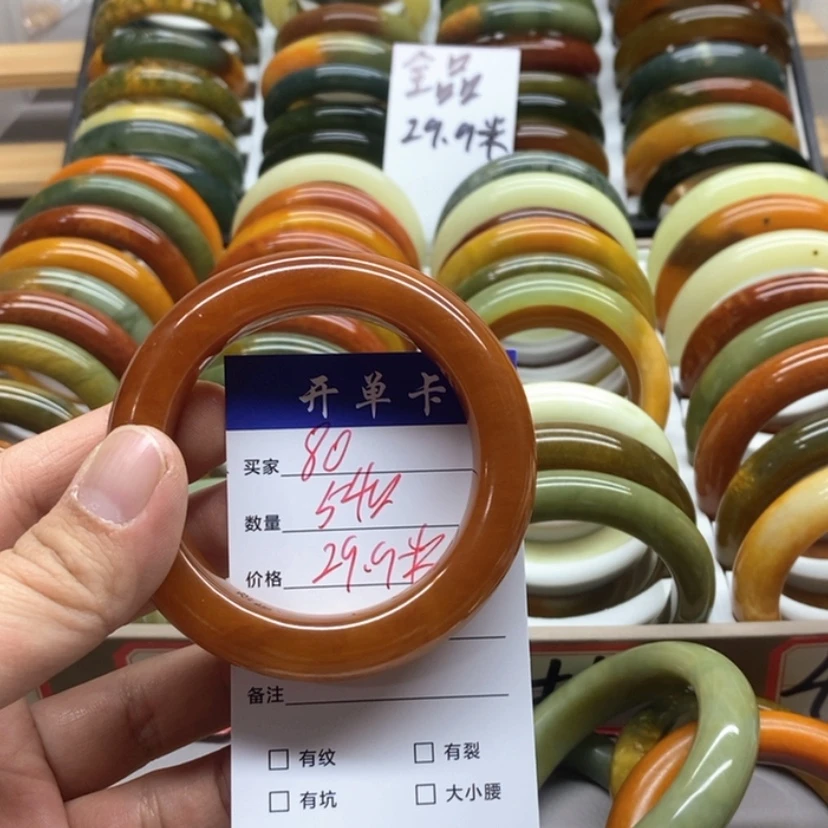 全品
29.9米
开单卡
买家 80
数量 54
价格 29.9米
备注
□ 有纹 □ 有裂
□ 有坑 □ 大小腰